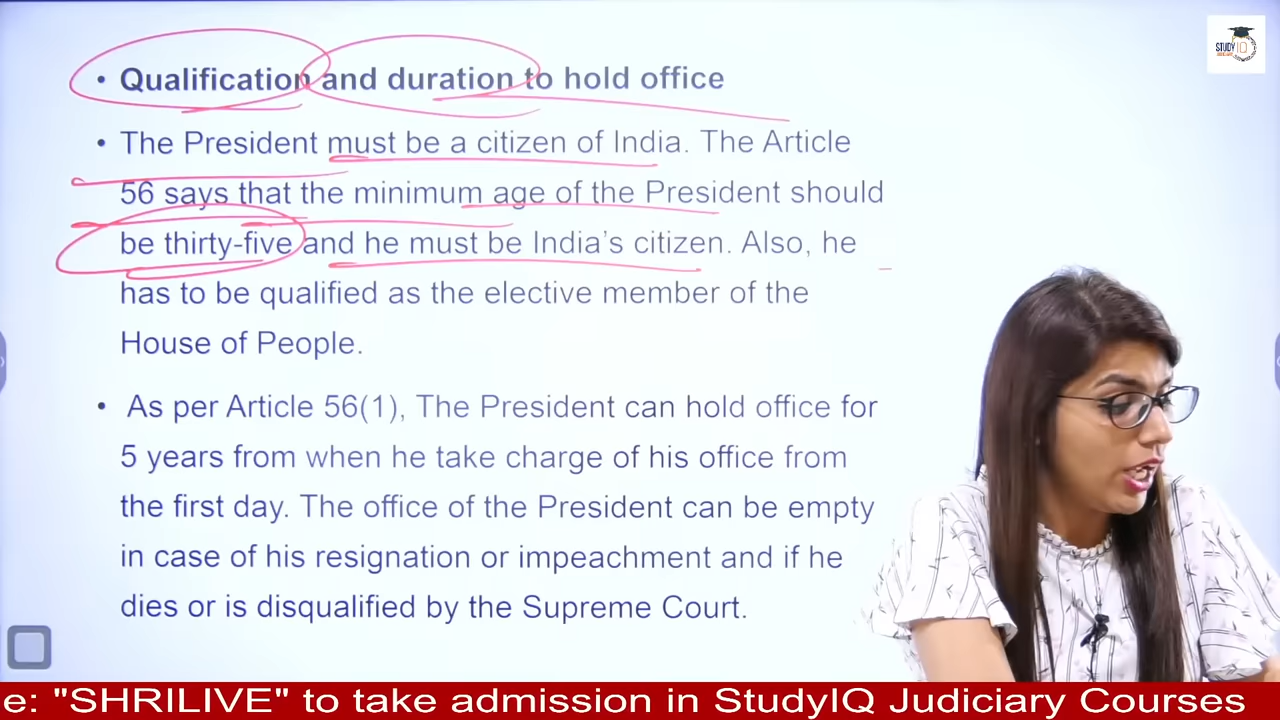 STUDY IQ
• Qualification and duration to hold office
• The President must be a citizen of India. The Article
56 says that the minimum age of the President should
be thirty-five and he must be India's citizen. Also, he
has to be qualified as the elective member of the
House of People.
• As per Article 56(1), The President can hold office for
5 years from when he take charge of his office from
the first day. The office of the President can be empty
in case of his resignation or impeachment and if he
dies or is disqualified by the Supreme Court.
e: "SHRILIVE" to take admission in StudyIQ Judiciary Courses